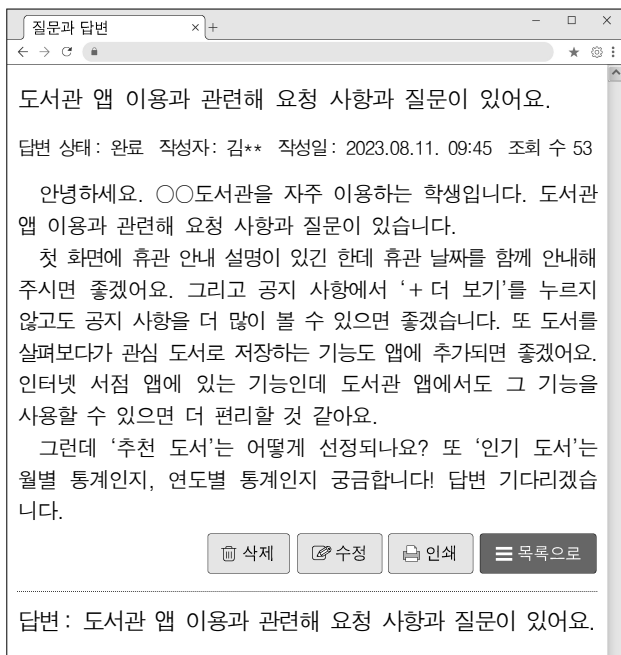 질문과 답변
도서관 앱 이용과 관련해 요청 사항과 질문이 있어요.
답변 상태: 완료 작성자: 김** 작성일: 2023.08.11. 09:45 조회 수 53
안녕하세요. ○○도서관을 자주 이용하는 학생입니다. 도서관
앱 이용과 관련해 요청 사항과 질문이 있습니다.
첫 화면에 휴관 안내 설명이 있긴 한데 휴관 날짜를 함께 안내해
주시면 좋겠어요. 그리고 공지 사항에서 ‘+ 더 보기’를 누르지
않고도 공지 사항을 더 많이 볼 수 있으면 좋겠습니다. 또 도서를
살펴보다가 관심 도서로 저장하는 기능도 앱에 추가되면 좋겠어요.
인터넷 서점 앱에 있는 기능인데 도서관 앱에서도 그 기능을
사용할 수 있으면 더 편리할 것 같아요.
그런데 ‘추천 도서’는 어떻게 선정되나요? 또 ‘인기 도서’는
월별 통계인지, 연도별 통계인지 궁금합니다! 답변 기다리겠습
니다.
삭제 수정 인쇄 목록으로
답변: 도서관 앱 이용과 관련해 요청 사항과 질문이 있어요.